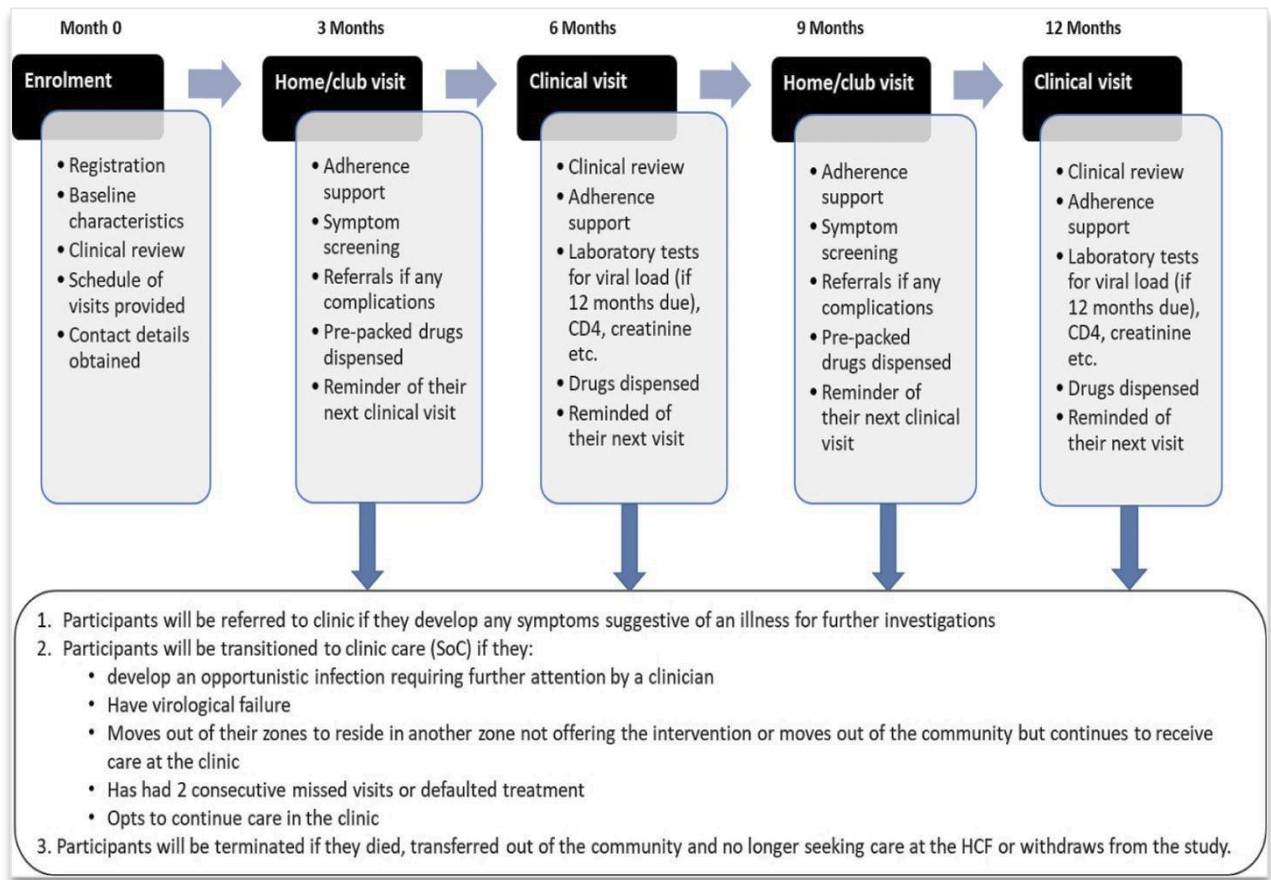 Month 0
3 Months
6 Months
9 Months
12 Months
Enrolment
Home/club visit
Clinical visit
Home/club visit
Clinical visit
• Registration
• Baseline
characteristics
• Clinical review
• Schedule of
visits provided
• Contact details
obtained
• Adherence
support
• Symptom
screening
• Referrals if any
complications
• Pre-packed drugs
dispensed
• Reminder of their
next clinical visit
• Clinical review
• Adherence
support
• Laboratory tests
for viral load (if
12 months due),
CD4, creatinine
etc.
• Drugs dispensed
• Reminded of
their next visit
• Adherence
support
• Symptom
screening
• Referrals if any
complications
• Pre-packed
drugs dispensed
• Reminder of
their next clinical
visit
• Clinical review
• Adherence
support
• Laboratory tests
for viral load (if
12 months due),
CD4, creatinine
etc.
• Drugs dispensed
• Reminded of
their next visit
1. Participants will be referred to clinic if they develop any symptoms suggestive of an illness for further investigations
2. Participants will be transitioned to clinic care (SoC) if they:
• develop an opportunistic infection requiring further attention by a clinician
• Have virological failure
• Moves out of their zones to reside in another zone not offering the intervention or moves out of the community but continues to receive
care at the clinic
• Has had 2 consecutive missed visits or defaulted treatment
• Opts to continue care in the clinic
3. Participants will be terminated if they died, transferred out of the community and no longer seeking care at the HCF or withdraws from the study.